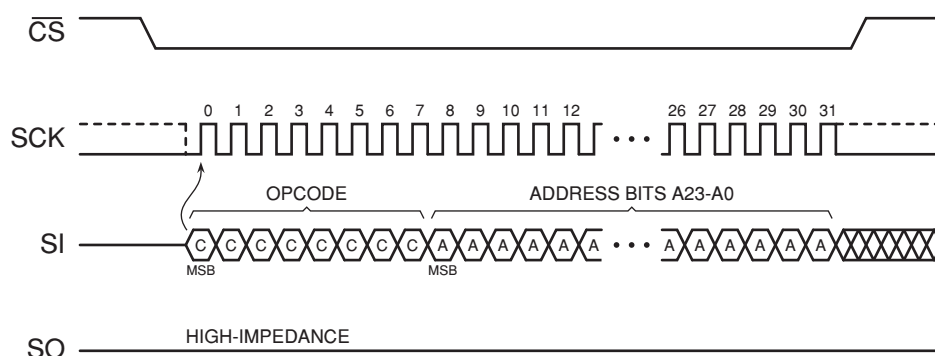 CS
0 1 2 3 4 5 6 7 8 9 10 11 12 26 27 28 29 30 31
SCK
OPCODE ADDRESS BITS A23-A0
SI C C C C C C C C A A A A A A A A A A A A
MSB MSB
HIGH-IMPEDANCE
SO